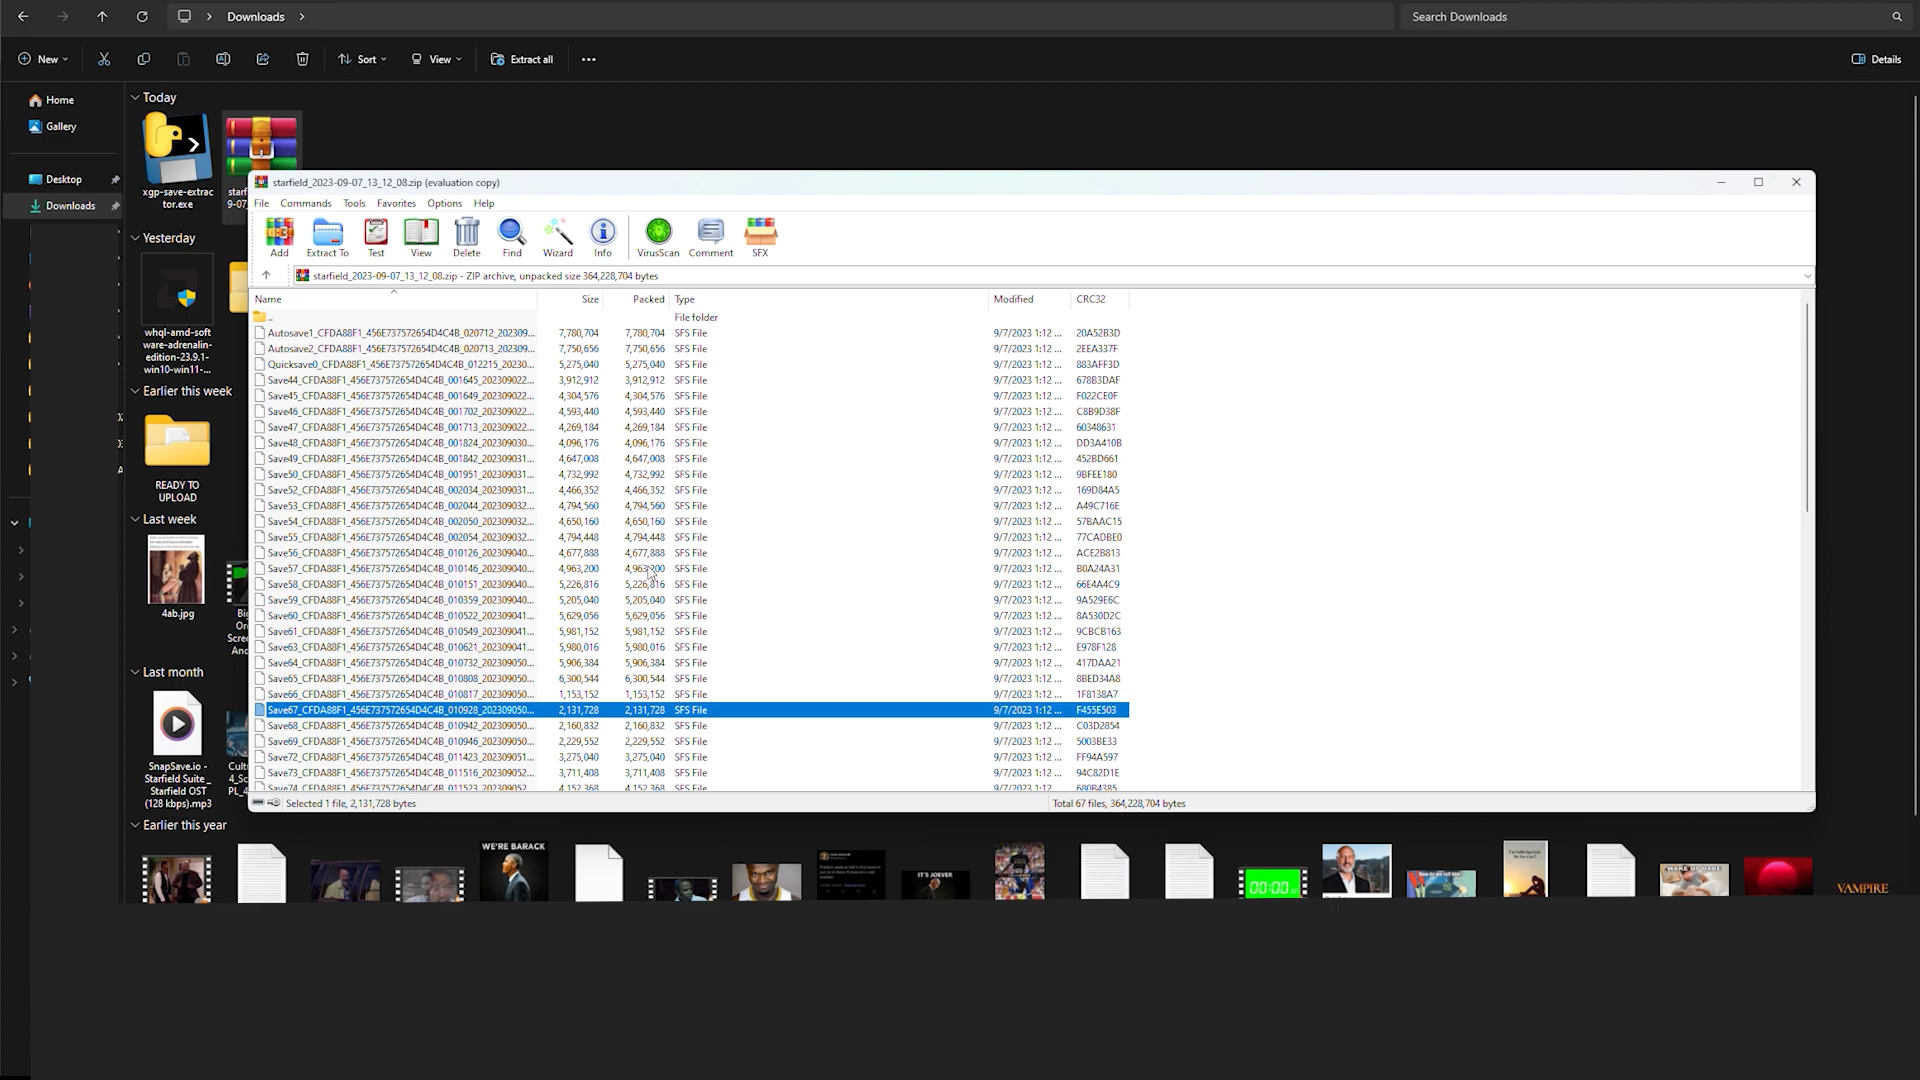 Downloads
Search Downloads
New
Sort
View
Extract all
Details
Home
Gallery
Desktop
Downloads
Today
xgp-save-extrac
tor.exe
Yesterday
whql-amd-soft
ware-adrenalin-
edition-23.9.1-
win10-win11-...
Earlier this week
READY TO
UPLOAD
Last week
4ab.jpg
Last month
SnapSave.io -
Starfield Suite _
Starfield OST
(128 kbps).mp3
Earlier this year
starfield_2023-09-07_13_12_08.zip (evaluation copy)
File Commands Tools Favorites Options Help
Add Extract To Test View Delete Find Wizard Info VirusScan Comment SFX
starfield_2023-09-07_13_12_08.zip - ZIP archive, unpacked size 364,228,704 bytes
Name Size Packed Type Modified CRC32
.. File folder
Autosave1_CFDA88F1_456E737572654D4C4B_020712_202309... 7,780,704 7,780,704 SFS File 9/7/2023 1:12 ... 20A52B3D
Autosave2_CFDA88F1_456E737572654D4C4B_020713_202309... 7,750,656 7,750,656 SFS File 9/7/2023 1:12 ... 2EEA337F
Quicksave0_CFDA88F1_456E737572654D4C4B_012215_20230... 5,275,040 5,275,040 SFS File 9/7/2023 1:12 ... 883AFF3D
Save44_CFDA88F1_456E737572654D4C4B_001645_202309022... 3,912,912 3,912,912 SFS File 9/7/2023 1:12 ... 678B3DAF
Save45_CFDA88F1_456E737572654D4C4B_001649_202309022... 4,304,576 4,304,576 SFS File 9/7/2023 1:12 ... F022CE0F
Save46_CFDA88F1_456E737572654D4C4B_001702_202309022... 4,593,440 4,593,440 SFS File 9/7/2023 1:12 ... C8B9D38F
Save47_CFDA88F1_456E737572654D4C4B_001713_202309022... 4,269,184 4,269,184 SFS File 9/7/2023 1:12 ... 60348631
Save48_CFDA88F1_456E737572654D4C4B_001824_202309030... 4,096,176 4,096,176 SFS File 9/7/2023 1:12 ... DD3A410B
Save49_CFDA88F1_456E737572654D4C4B_001842_202309031... 4,647,008 4,647,008 SFS File 9/7/2023 1:12 ... 452BD661
Save50_CFDA88F1_456E737572654D4C4B_001951_202309031... 4,732,992 4,732,992 SFS File 9/7/2023 1:12 ... 9BFEE180
Save52_CFDA88F1_456E737572654D4C4B_002034_202309031... 4,466,352 4,466,352 SFS File 9/7/2023 1:12 ... 169D84A5
Save53_CFDA88F1_456E737572654D4C4B_002044_202309032... 4,794,560 4,794,560 SFS File 9/7/2023 1:12 ... A49C716E
Save54_CFDA88F1_456E737572654D4C4B_002050_202309032... 4,650,160 4,650,160 SFS File 9/7/2023 1:12 ... 57BAAC15
Save55_CFDA88F1_456E737572654D4C4B_002054_202309032... 4,794,448 4,794,448 SFS File 9/7/2023 1:12 ... 77CADBE0
Save56_CFDA88F1_456E737572654D4C4B_010126_202309040... 4,677,888 4,677,888 SFS File 9/7/2023 1:12 ... ACE2B813
Save57_CFDA88F1_456E737572654D4C4B_010146_202309040... 4,963,200 4,963,200 SFS File 9/7/2023 1:12 ... B0A24A31
Save58_CFDA88F1_456E737572654D4C4B_010151_202309040... 5,226,816 5,226,816 SFS File 9/7/2023 1:12 ... 66E4A4C9
Save59_CFDA88F1_456E737572654D4C4B_010359_202309040... 5,205,040 5,205,040 SFS File 9/7/2023 1:12 ... 9A529E6C
Save60_CFDA88F1_456E737572654D4C4B_010522_202309041... 5,629,056 5,629,056 SFS File 9/7/2023 1:12 ... 8A530D2C
Save61_CFDA88F1_456E737572654D4C4B_010549_202309041... 5,981,152 5,981,152 SFS File 9/7/2023 1:12 ... 9CBCB163
Save63_CFDA88F1_456E737572654D4C4B_010621_202309041... 5,980,016 5,980,016 SFS File 9/7/2023 1:12 ... E978F128
Save64_CFDA88F1_456E737572654D4C4B_010732_202309050... 5,906,384 5,906,384 SFS File 9/7/2023 1:12 ... 417DAA21
Save65_CFDA88F1_456E737572654D4C4B_010808_202309050... 6,300,544 6,300,544 SFS File 9/7/2023 1:12 ... 8BED34A8
Save66_CFDA88F1_456E737572654D4C4B_010817_202309050... 1,153,152 1,153,152 SFS File 9/7/2023 1:12 ... 1F8138A7
Save67_CFDA88F1_456E737572654D4C4B_010928_202309050... 2,131,728 2,131,728 SFS File 9/7/2023 1:12 ... F455E503
Save68_CFDA88F1_456E737572654D4C4B_010942_202309050... 2,160,832 2,160,832 SFS File 9/7/2023 1:12 ... C03D2854
Save69_CFDA88F1_456E737572654D4C4B_010946_202309050... 2,229,552 2,229,552 SFS File 9/7/2023 1:12 ... 5003BE33
Save72_CFDA88F1_456E737572654D4C4B_011423_202309051... 3,275,040 3,275,040 SFS File 9/7/2023 1:12 ... FF94A597
Save73_CFDA88F1_456E737572654D4C4B_011516_202309052... 3,711,408 3,711,408 SFS File 9/7/2023 1:12 ... 94C82D1E
Save74_CFDA88F1_456E737572654D4C4B_011523_202309052... 4,152,368 4,152,368 SFS File 9/7/2023 1:12 ... 680B4385
Selected 1 file, 2,131,728 bytes
Total 67 files, 364,228,704 bytes
WE'RE BARACK
IT'S JOEVER
00:00
VAMPIRE